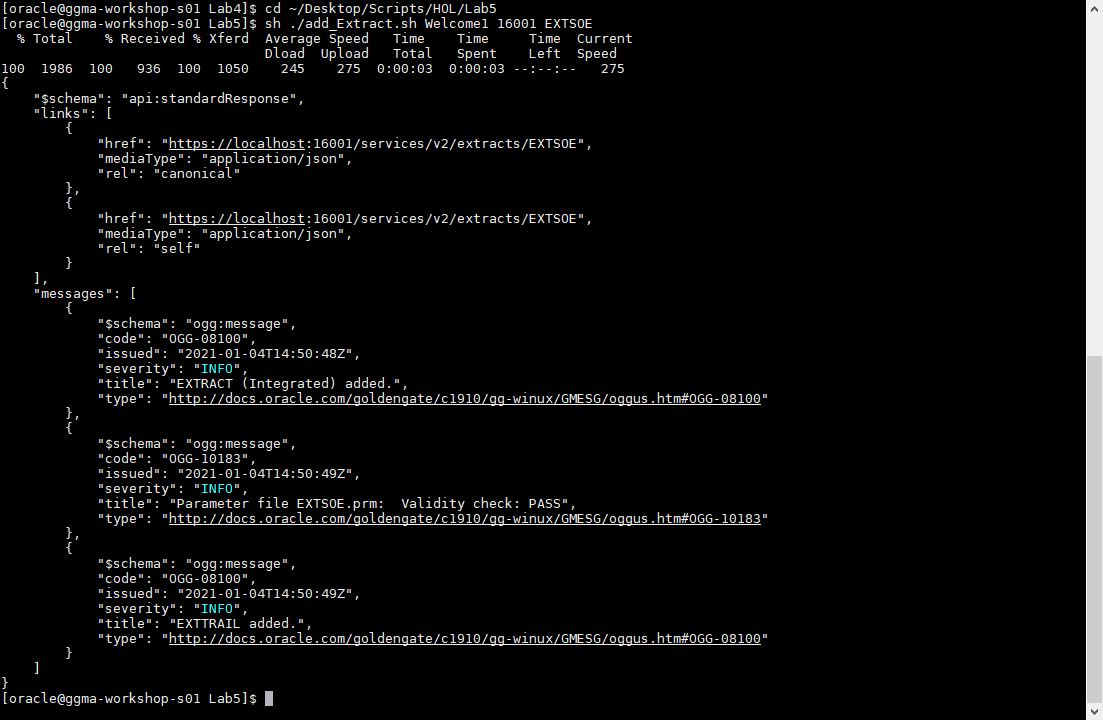 [oracle@ggma-workshop-s01 Lab4]$ cd ~/Desktop/Scripts/HOL/Lab5
[oracle@ggma-workshop-s01 Lab5]$ sh ./add_Extract.sh Welcome1 16001 EXTSOE
  % Total    % Received % Xferd  Average Speed   Time    Time     Time  Current
                                 Dload  Upload   Total   Spent    Left  Speed
100  1986  100   936  100  1050    245    275  0:00:03  0:00:03 --:--:--   275
{
    "$schema": "api:standardResponse",
    "links": [
        {
            "href": "https://localhost:16001/services/v2/extracts/EXTSOE",
            "mediaType": "application/json",
            "rel": "canonical"
        },
        {
            "href": "https://localhost:16001/services/v2/extracts/EXTSOE",
            "mediaType": "application/json",
            "rel": "self"
        }
    ],
    "messages": [
        {
            "$schema": "ogg:message",
            "code": "OGG-08100",
            "issued": "2021-01-04T14:50:48Z",
            "severity": "INFO",
            "title": "EXTRACT (Integrated) added.",
            "type": "http://docs.oracle.com/goldengate/c1910/gg-winux/GMESG/oggus.htm#OGG-08100"
        },
        {
            "$schema": "ogg:message",
            "code": "OGG-10183",
            "issued": "2021-01-04T14:50:49Z",
            "severity": "INFO",
            "title": "Parameter file EXTSOE.prm:  Validity check: PASS",
            "type": "http://docs.oracle.com/goldengate/c1910/gg-winux/GMESG/oggus.htm#OGG-10183"
        },
        {
            "$schema": "ogg:message",
            "code": "OGG-08100",
            "issued": "2021-01-04T14:50:49Z",
            "severity": "INFO",
            "title": "EXTTRAIL added.",
            "type": "http://docs.oracle.com/goldengate/c1910/gg-winux/GMESG/oggus.htm#OGG-08100"
        }
    ]
}
[oracle@ggma-workshop-s01 Lab5]$